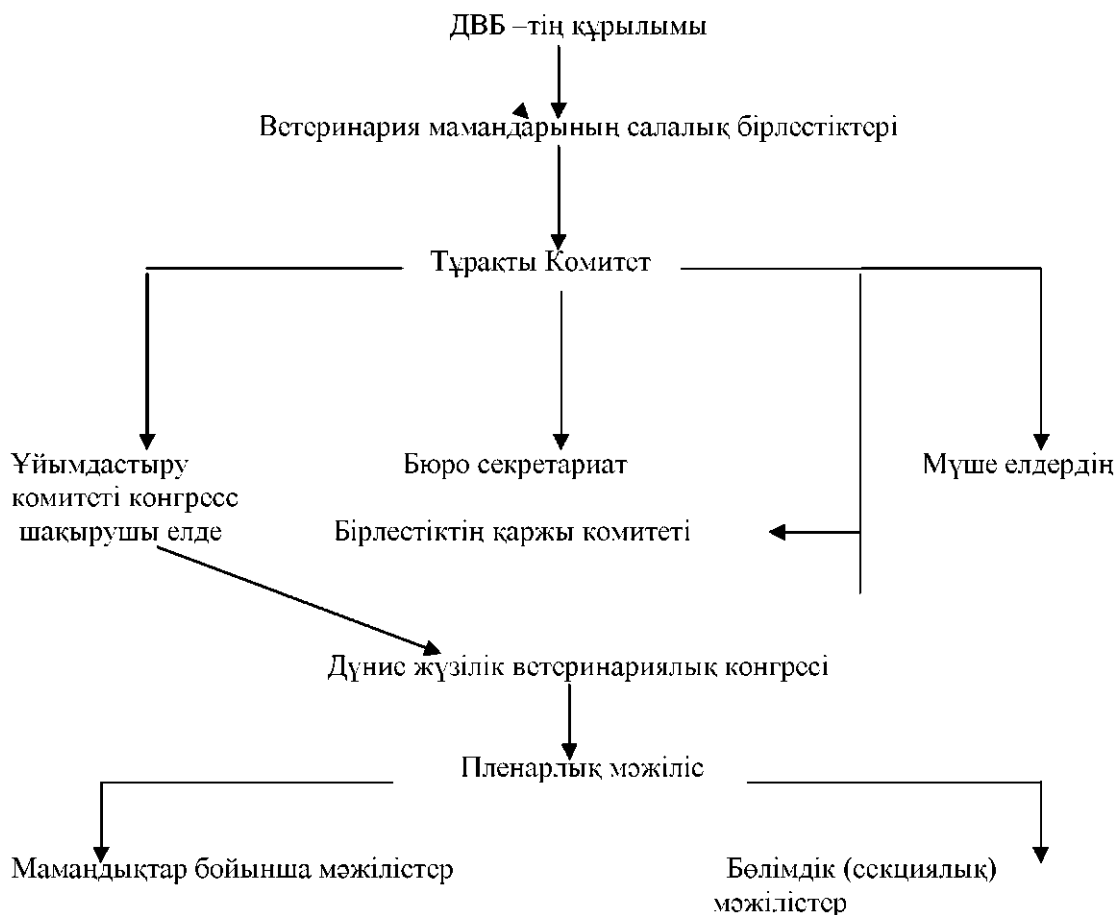 ДВБ –тің құрылымы
Ветеринария мамандарының салалық бірлестіктері
Тұрақты Комитет
Ұйымдастыру
комитеті конгресс
шақырушы елде
Бюро секретариат
Мүше елдердің
Бірлестіктің қаржы комитеті
Дүние жүзілік ветеринариялық конгресі
Пленарлық мәжіліс
Мамандықтар бойынша мәжілістер
Бөлімдік (секциялық)
мәжілістер